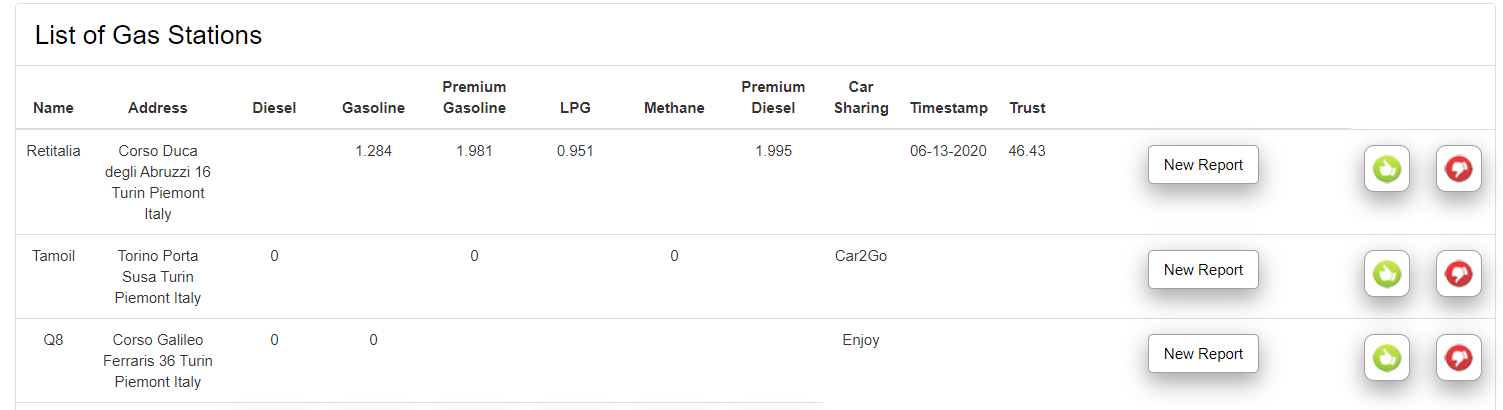 List of Gas Stations
Premium Premium Car
Name Address Diesel Gasoline Gasoline LPG Methane Diesel Sharing Timestamp Trust
Retitalia Corso Duca 1.284 1.981 0.951 1.995 06-13-2020 46.43
degli Abruzzi 16 New Report
Turin Piemont
Italy
Tamoil Torino Porta 0 0 0 Car2Go
Susa Turin New Report
Piemont Italy
Q8 Corso Galileo 0 0 Enjoy
Ferraris 36 Turin New Report
Piemont Italy